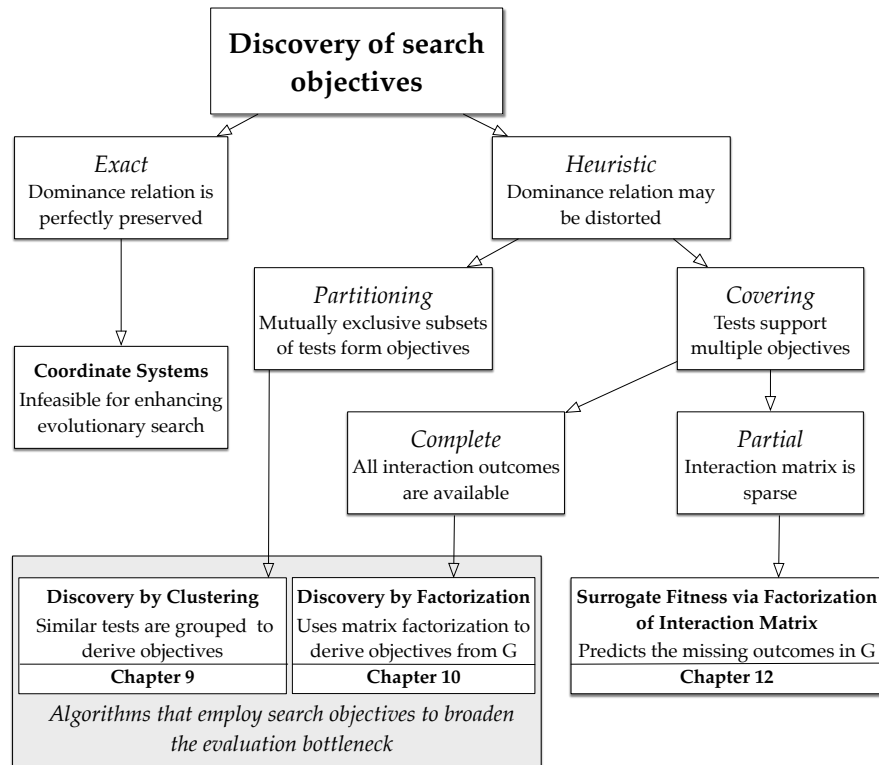 Discovery of search
objectives
Exact
Dominance relation is
perfectly preserved
Heuristic
Dominance relation may
be distorted
Partitioning
Mutually exclusive subsets
of tests form objectives
Covering
Tests support
multiple objectives
Coordinate Systems
Infeasible for enhancing
evolutionary search
Complete
All interaction outcomes
are available
Partial
Interaction matrix is
sparse
Discovery by Clustering
Similar tests are grouped to
derive objectives
Chapter 9
Discovery by Factorization
Uses matrix factorization to
derive objectives from G
Chapter 10
Surrogate Fitness via Factorization
of Interaction Matrix
Predicts the missing outcomes in G
Chapter 12
Algorithms that employ search objectives to broaden
the evaluation bottleneck